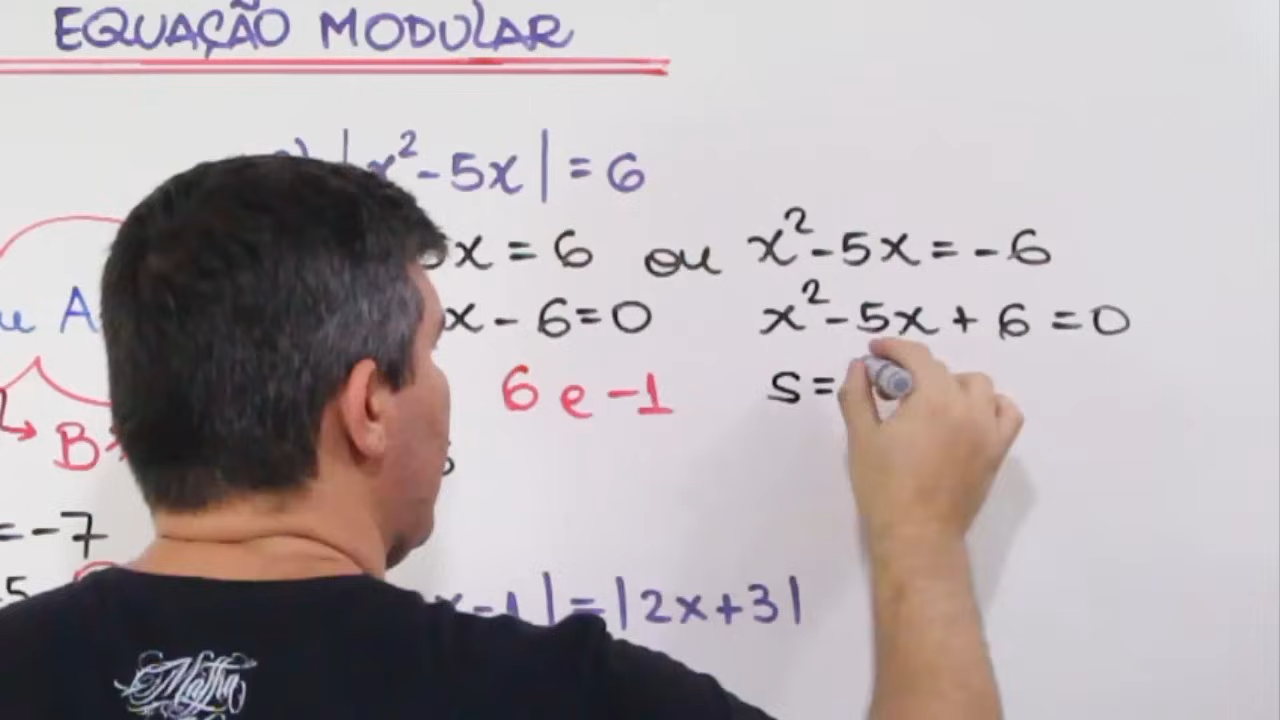 EQUAÇÃO MODULAR
|x²-5x|=6
x=6 ou x²-5x=-6
x-6=0 x²-5x+6=0
6 e -1 S=
A
B
=-7
5
x-1|=|2x+3|